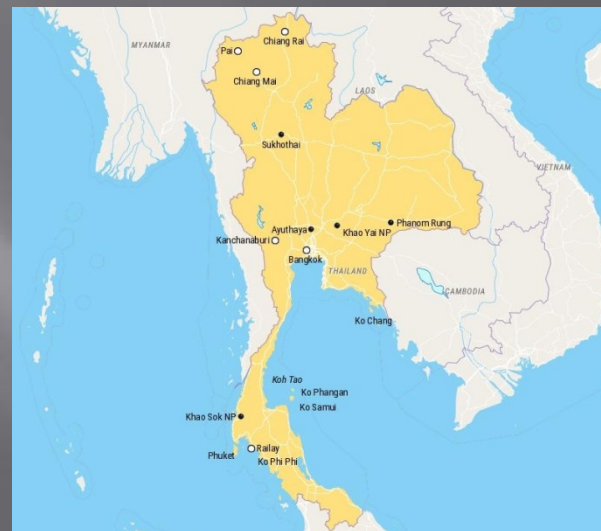 Chiang Rai
MYANMAR
Pai
Chiang Mai
LAOS
Sukhothai
VIETNAM
Phanom Rung
Ayuthaya
Khao Yai NP
Kanchanaburi
Bangkok
THAILAND
CAMBODIA
Ko Chang
Koh Tao
Ko Phangan
Ko Samui
Khao Sok NP
Railay
Phuket
Ko Phi Phi